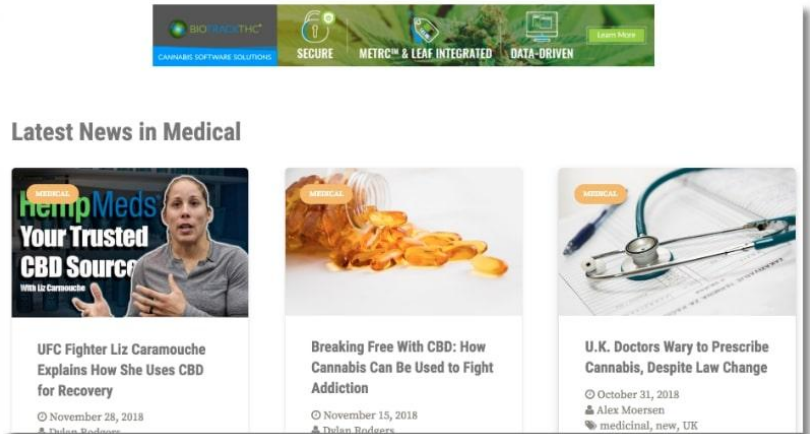 BIOTRACKTHC
CANNABIS SOFTWARE SOLUTIONS
SECURE
METRC™ & LEAF INTEGRATED
DATA-DRIVEN
Learn More
Latest News in Medical
MEDICAL
HempMeds
Your Trusted
CBD Source
With Liz Carmouche
UFC Fighter Liz Caramouche
Explains How She Uses CBD
for Recovery
November 28, 2018
Dylan Rodgers
MEDICAL
Breaking Free With CBD: How
Cannabis Can Be Used to Fight
Addiction
November 15, 2018
Dylan Rodgers
MEDICAL
U.K. Doctors Wary to Prescribe
Cannabis, Despite Law Change
October 31, 2018
Alex Moersen
medicinal, new, UK